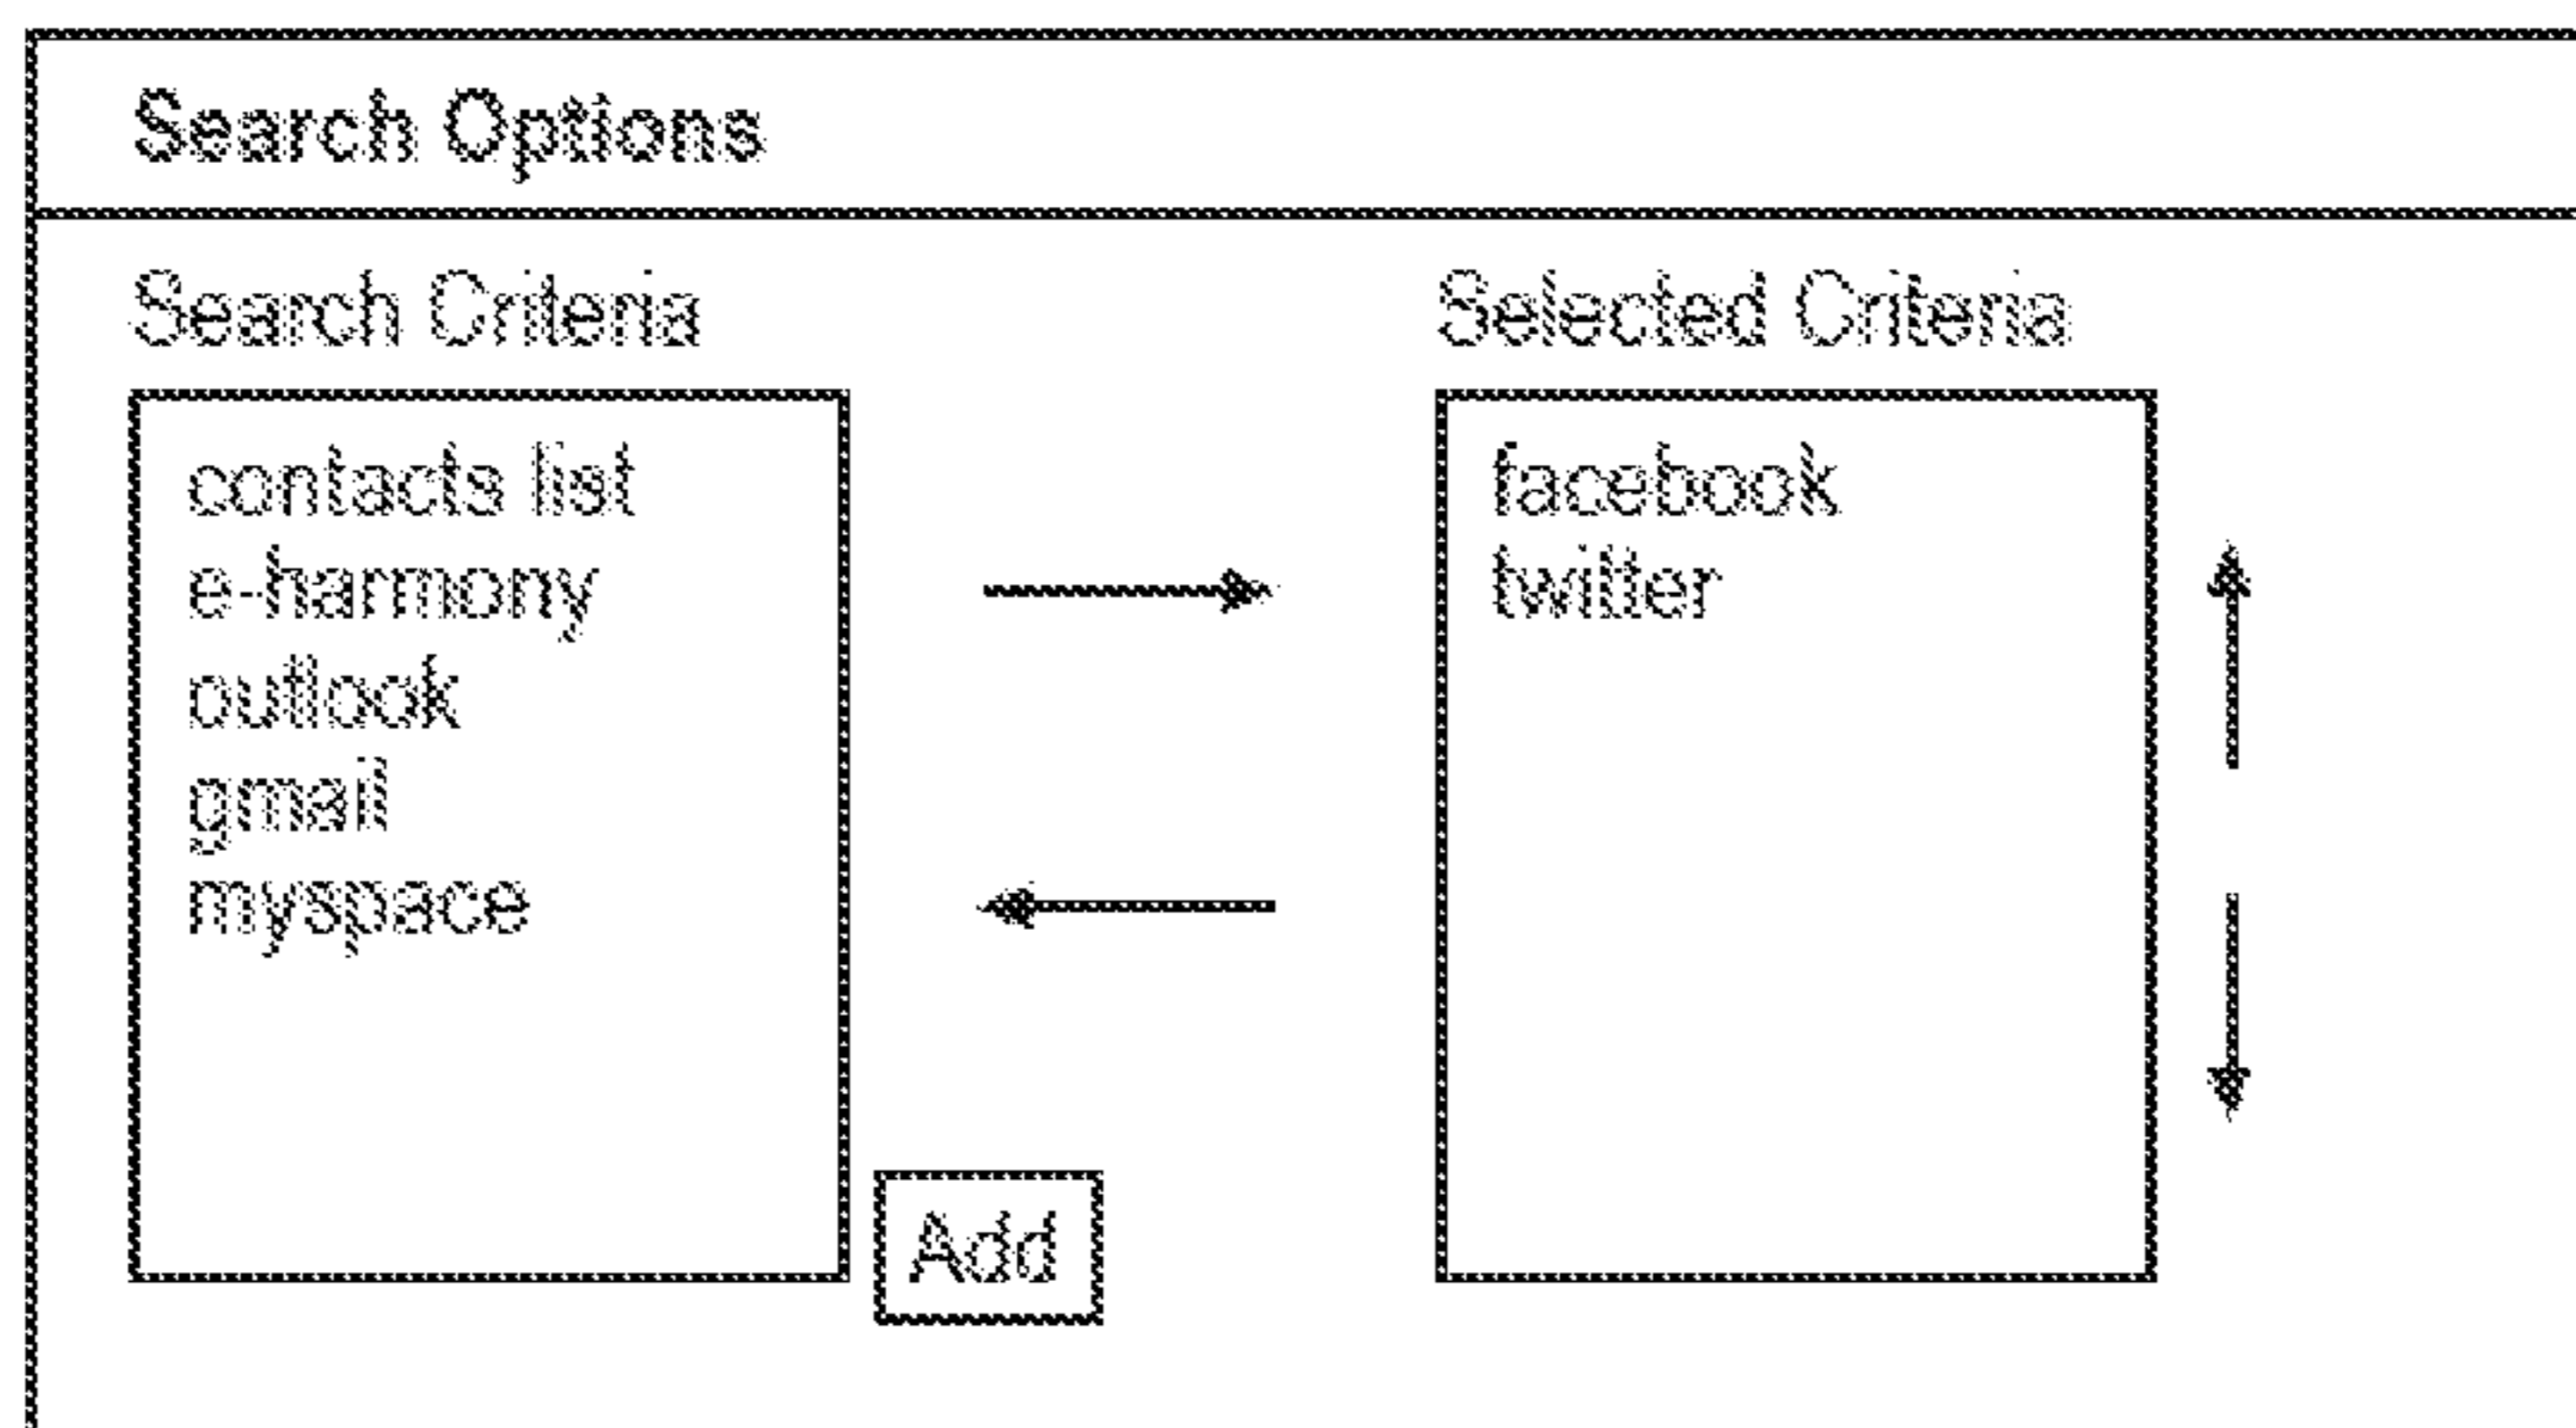 Search Options
Search Criteria
contacts list
e-harmony
outlook
gmail
myspace
Add
Selected Criteria
facebook
twitter